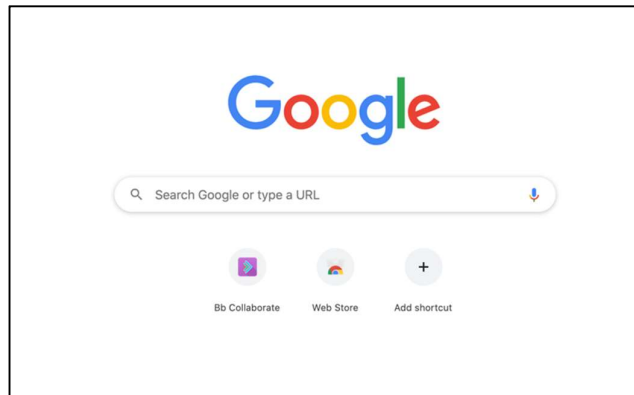 Google
Search Google or type a URL
Bb Collaborate
Web Store
Add shortcut